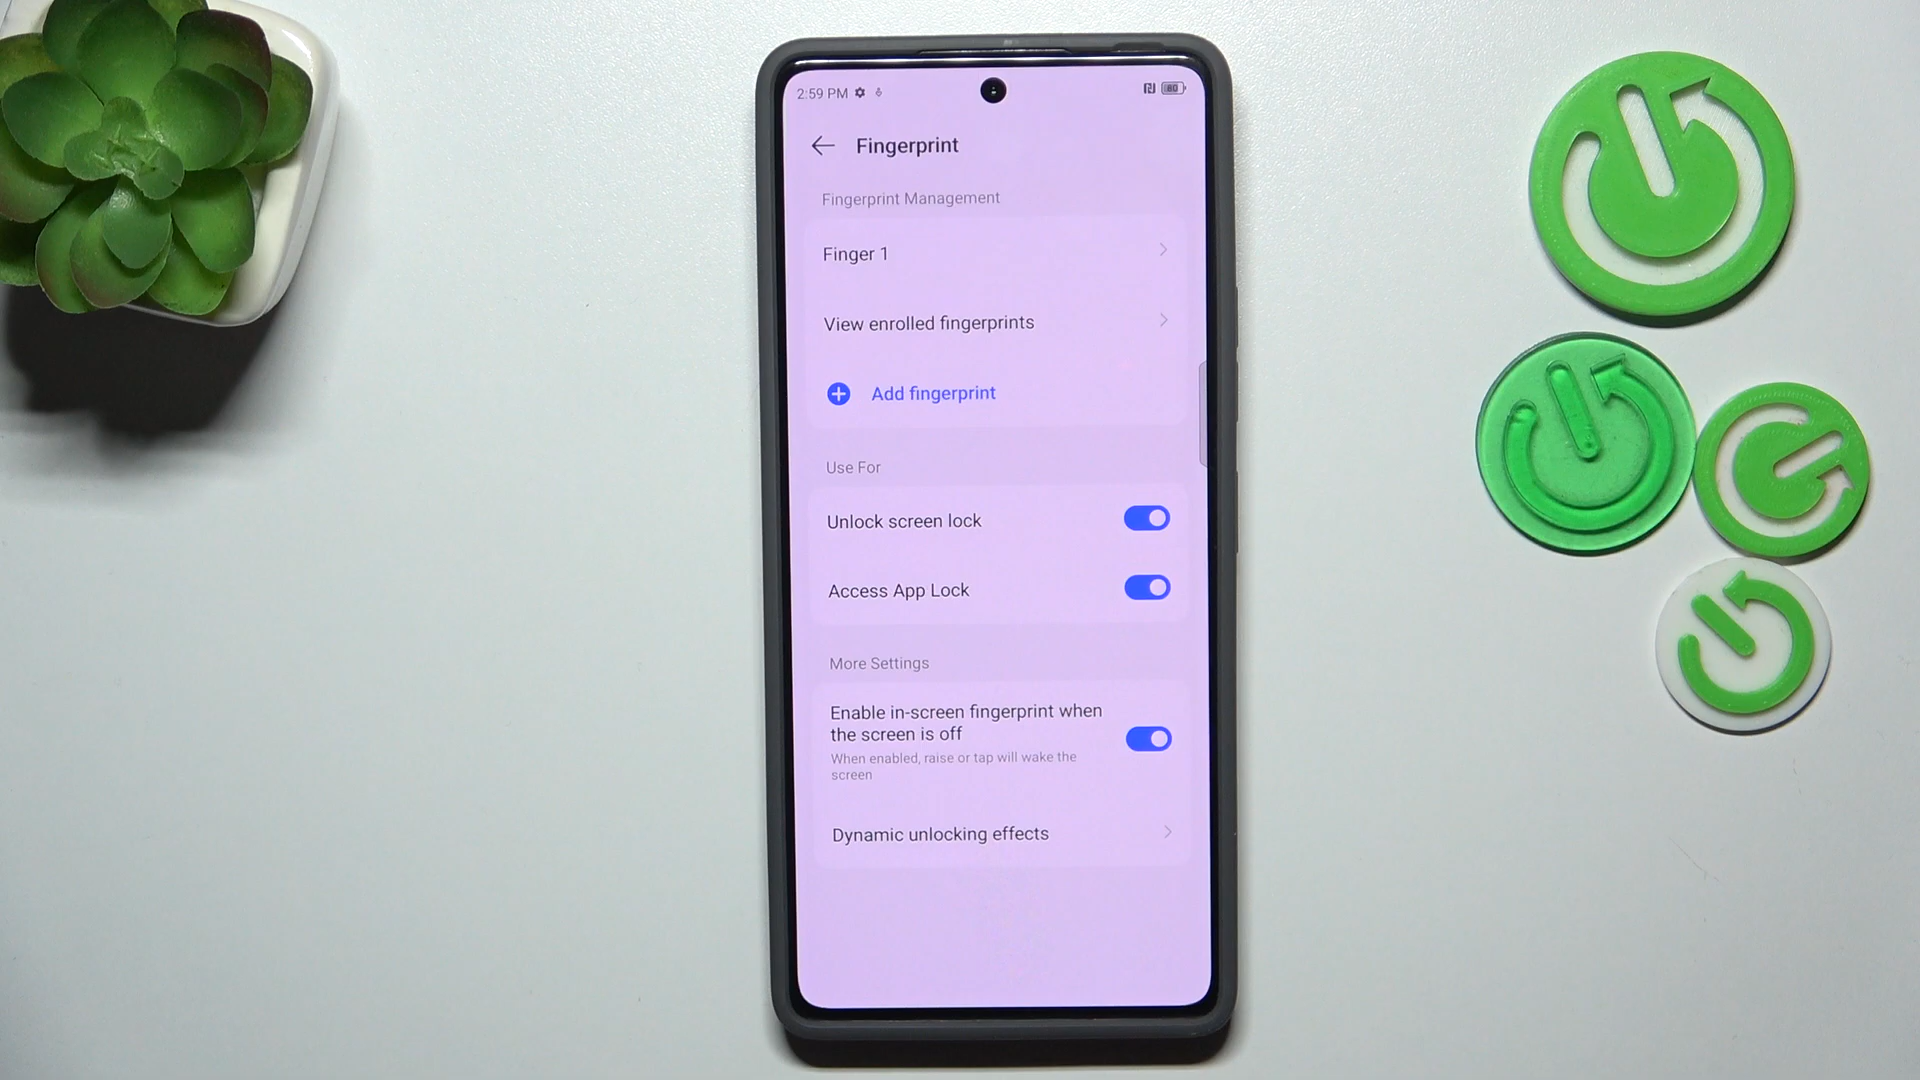 2:59 PM 80
Fingerprint
Fingerprint Management
Finger 1
View enrolled fingerprints
Add fingerprint
Use For
Unlock screen lock
Access App Lock
More Settings
Enable in-screen fingerprint when
the screen is off
When enabled, raise or tap will wake the
screen
Dynamic unlocking effects